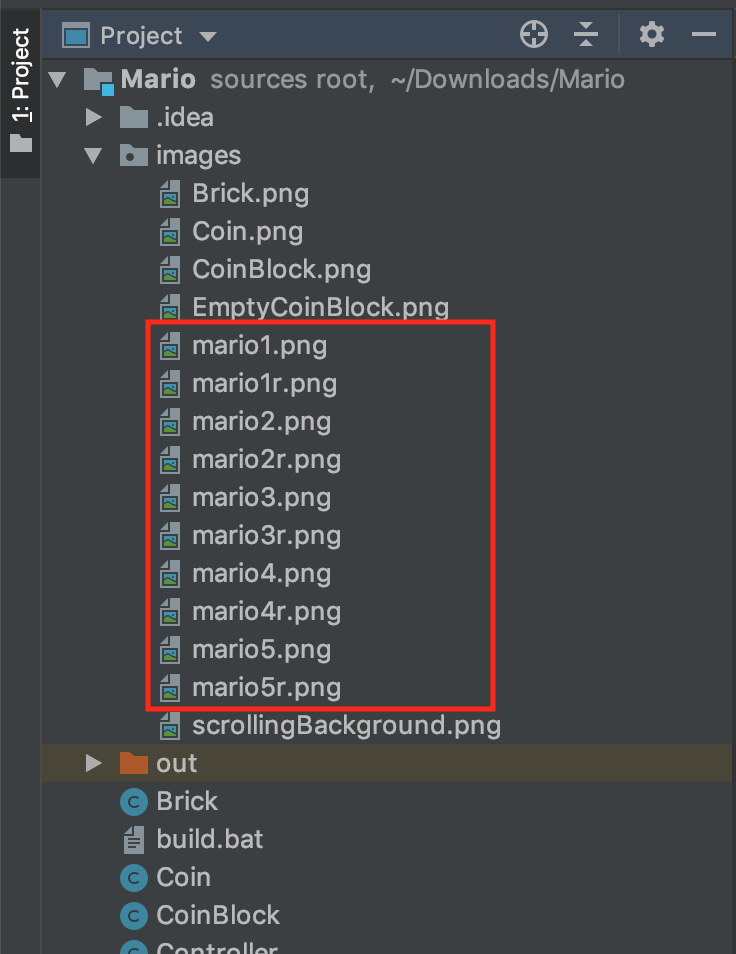 1: Project
Project
Mario sources root, ~/Downloads/Mario
.idea
images
Brick.png
Coin.png
CoinBlock.png
EmptyCoinBlock.png
mario1.png
mario1r.png
mario2.png
mario2r.png
mario3.png
mario3r.png
mario4.png
mario4r.png
mario5.png
mario5r.png
scrollingBackground.png
out
C Brick
build.bat
C Coin
C CoinBlock
Controller